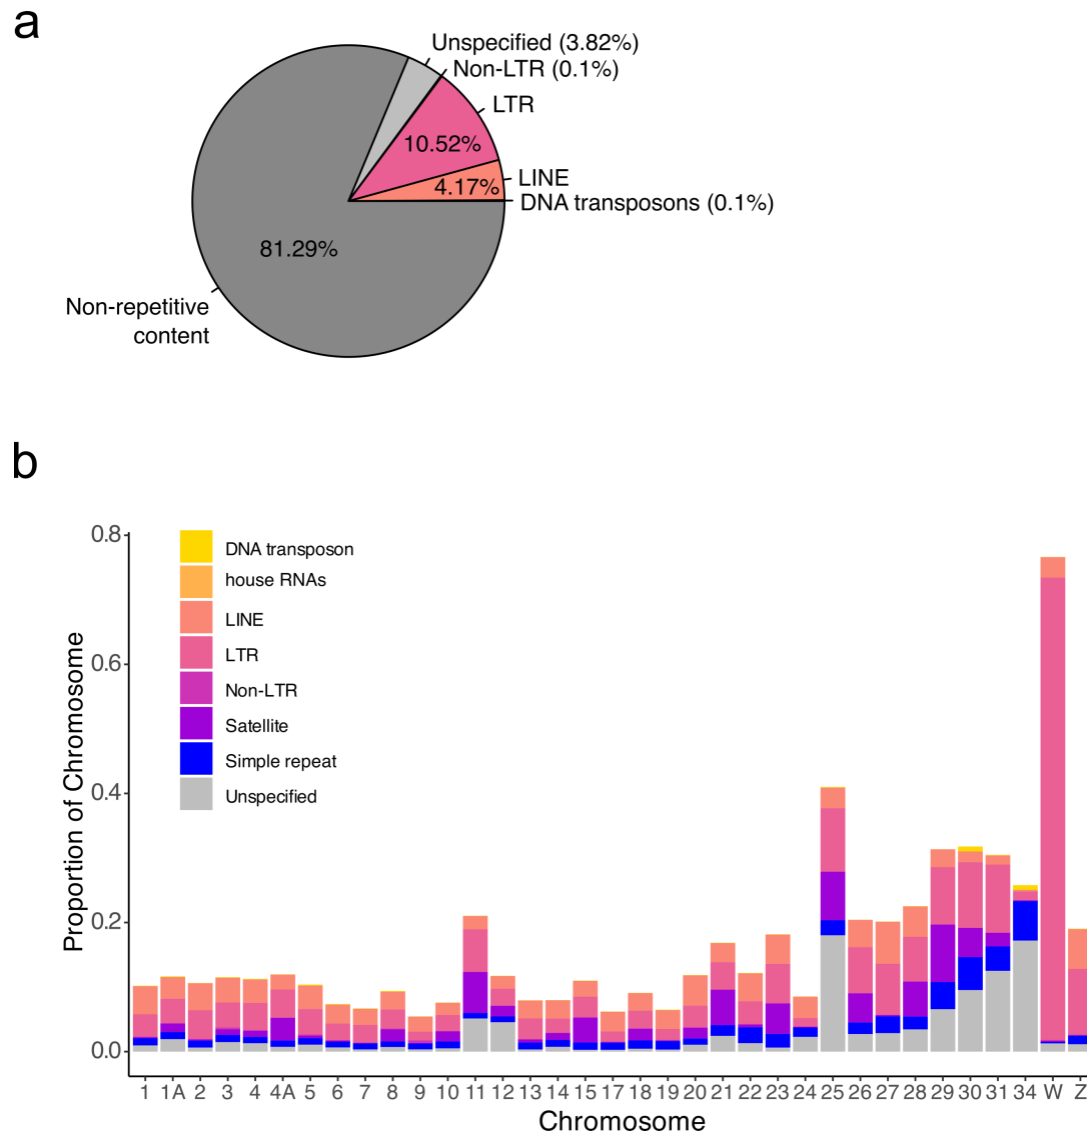 a
Unspecified (3.82%)
Non-LTR (0.1%)
LTR
10.52%
LINE
4.17%
DNA transposons (0.1%)
81.29%
Non-repetitive
content
b
Proportion of Chromosome
0.8
0.6
0.4
0.2
0.0
DNA transposon
house RNAs
LINE
LTR
Non-LTR
Satellite
Simple repeat
Unspecified
1 1A 2 3 4 4A 5 6 7 8 9 10 11 12 13 14 15 17 18 19 20 21 22 23 24 25 26 27 28 29 30 31 34 W Z
Chromosome